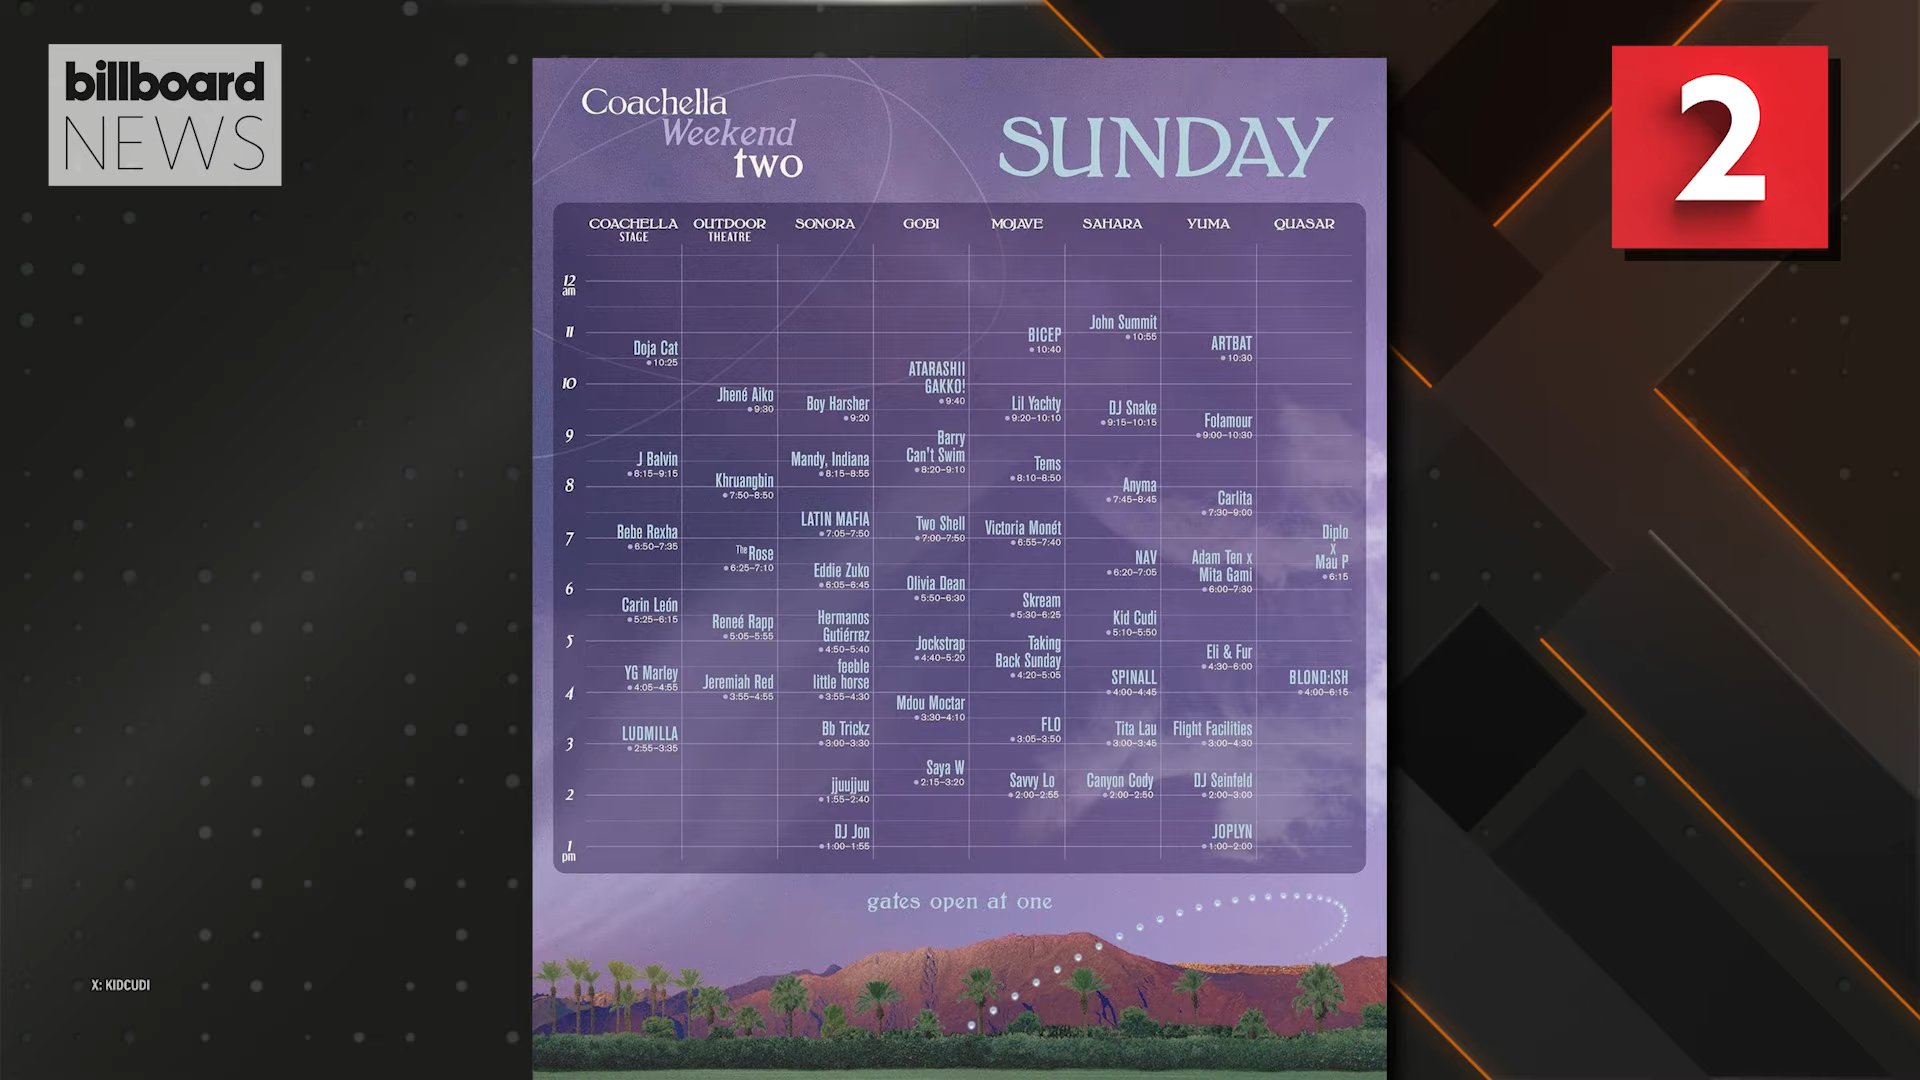 billboard
NEWS
2
Coachella
Weekend
two
SUNDAY
COACHELLA
STAGE
OUTDOOR
THEATRE
SONORA
GOBI
MOJAVE
SAHARA
YUMA
QUASAR
12
am
11
10
9
8
7
6
5
4
3
2
1
pm
Doja Cat
10:25
J Balvin
8:15–9:15
Bebe Rexha
6:50–7:35
Carin León
5:25–6:15
YG Marley
4:05–4:55
LUDMILLA
2:55–3:35
Jhené Aiko
9:30
Khruangbin
7:50–8:50
The Rose
6:25–7:10
Reneé Rapp
5:05–5:55
Jeremiah Red
3:55–4:55
Boy Harsher
9:20
Mandy, Indiana
8:15–8:55
LATIN MAFIA
7:05–7:50
Eddie Zuko
6:05–6:45
Hermanos
Gutiérrez
4:50–5:40
feeble
little horse
3:55–4:30
Bb Trickz
3:00–3:30
jjuujjuu
1:55–2:40
DJ Jon
1:00–1:55
ATARASHII
GAKKO!
9:40
Barry
Can't Swim
8:20–9:10
Two Shell
7:00–7:50
Olivia Dean
5:50–6:30
Jockstrap
4:40–5:20
Mdou Moctar
3:30–4:10
Saya W
2:15–3:20
BICEP
10:40
Lil Yachty
9:20–10:10
Tems
8:10–8:50
Victoria Monét
6:55–7:40
Skream
5:30–6:25
Taking
Back Sunday
4:20–5:05
FLO
3:05–3:50
Savvy Lo
2:00–2:55
John Summit
10:55
DJ Snake
9:15–10:15
Anyma
7:45–8:45
NAV
6:20–7:05
Kid Cudi
5:10–5:50
SPINALL
4:00–4:45
Tita Lau
3:00–3:45
Canyon Cody
2:00–2:50
ARTBAT
10:30
Folamour
9:00–10:30
Carlita
7:30–9:00
Adam Ten x
Mita Gami
6:00–7:30
Eli & Fur
4:30–6:00
Flight Facilities
3:00–4:30
DJ Seinfeld
2:00–3:00
JOPLYN
1:00–2:00
Diplo
x
Mau P
6:15
BLOND:ISH
4:00–6:15
gates open at one
X: KIDCUDI